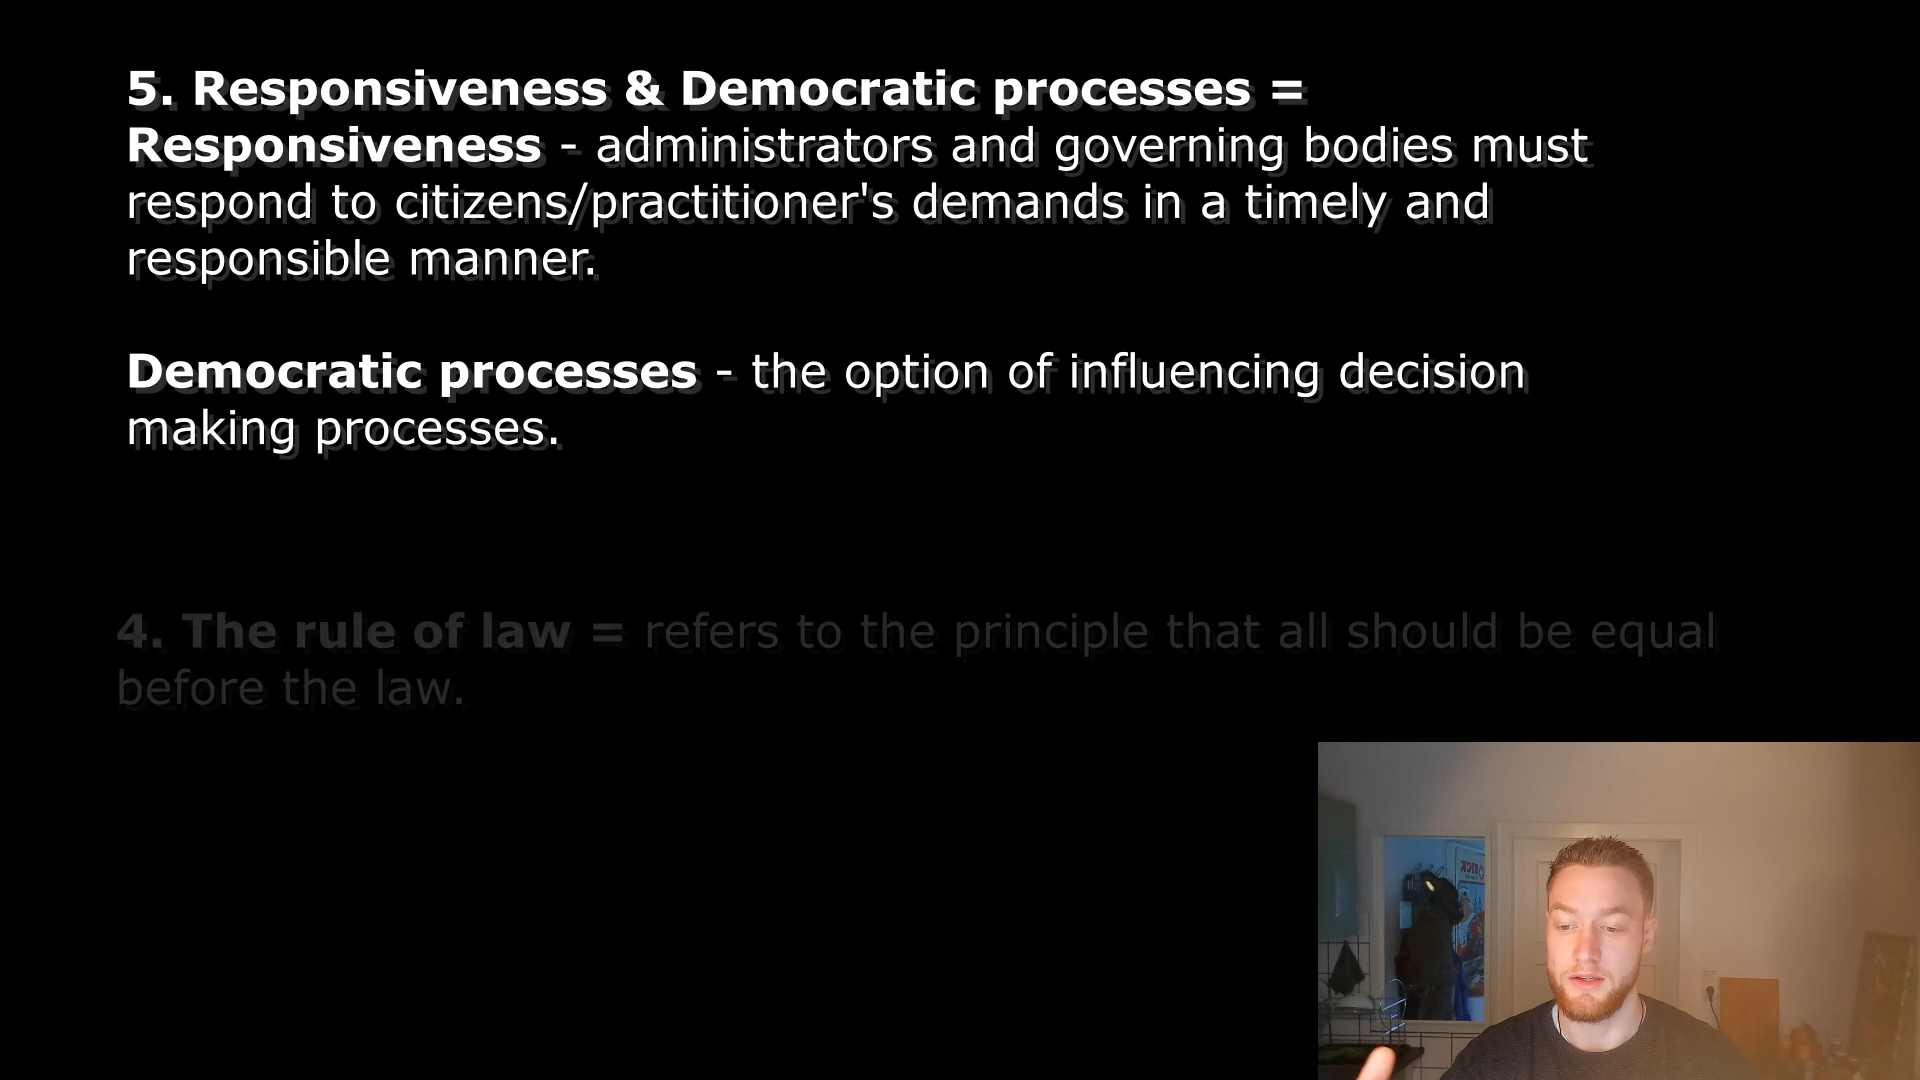 5. Responsiveness & Democratic processes =
Responsiveness - administrators and governing bodies must
respond to citizens/practitioner's demands in a timely and
responsible manner.
Democratic processes - the option of influencing decision
making processes.
4. The rule of law = refers to the principle that all should be equal
before the law.